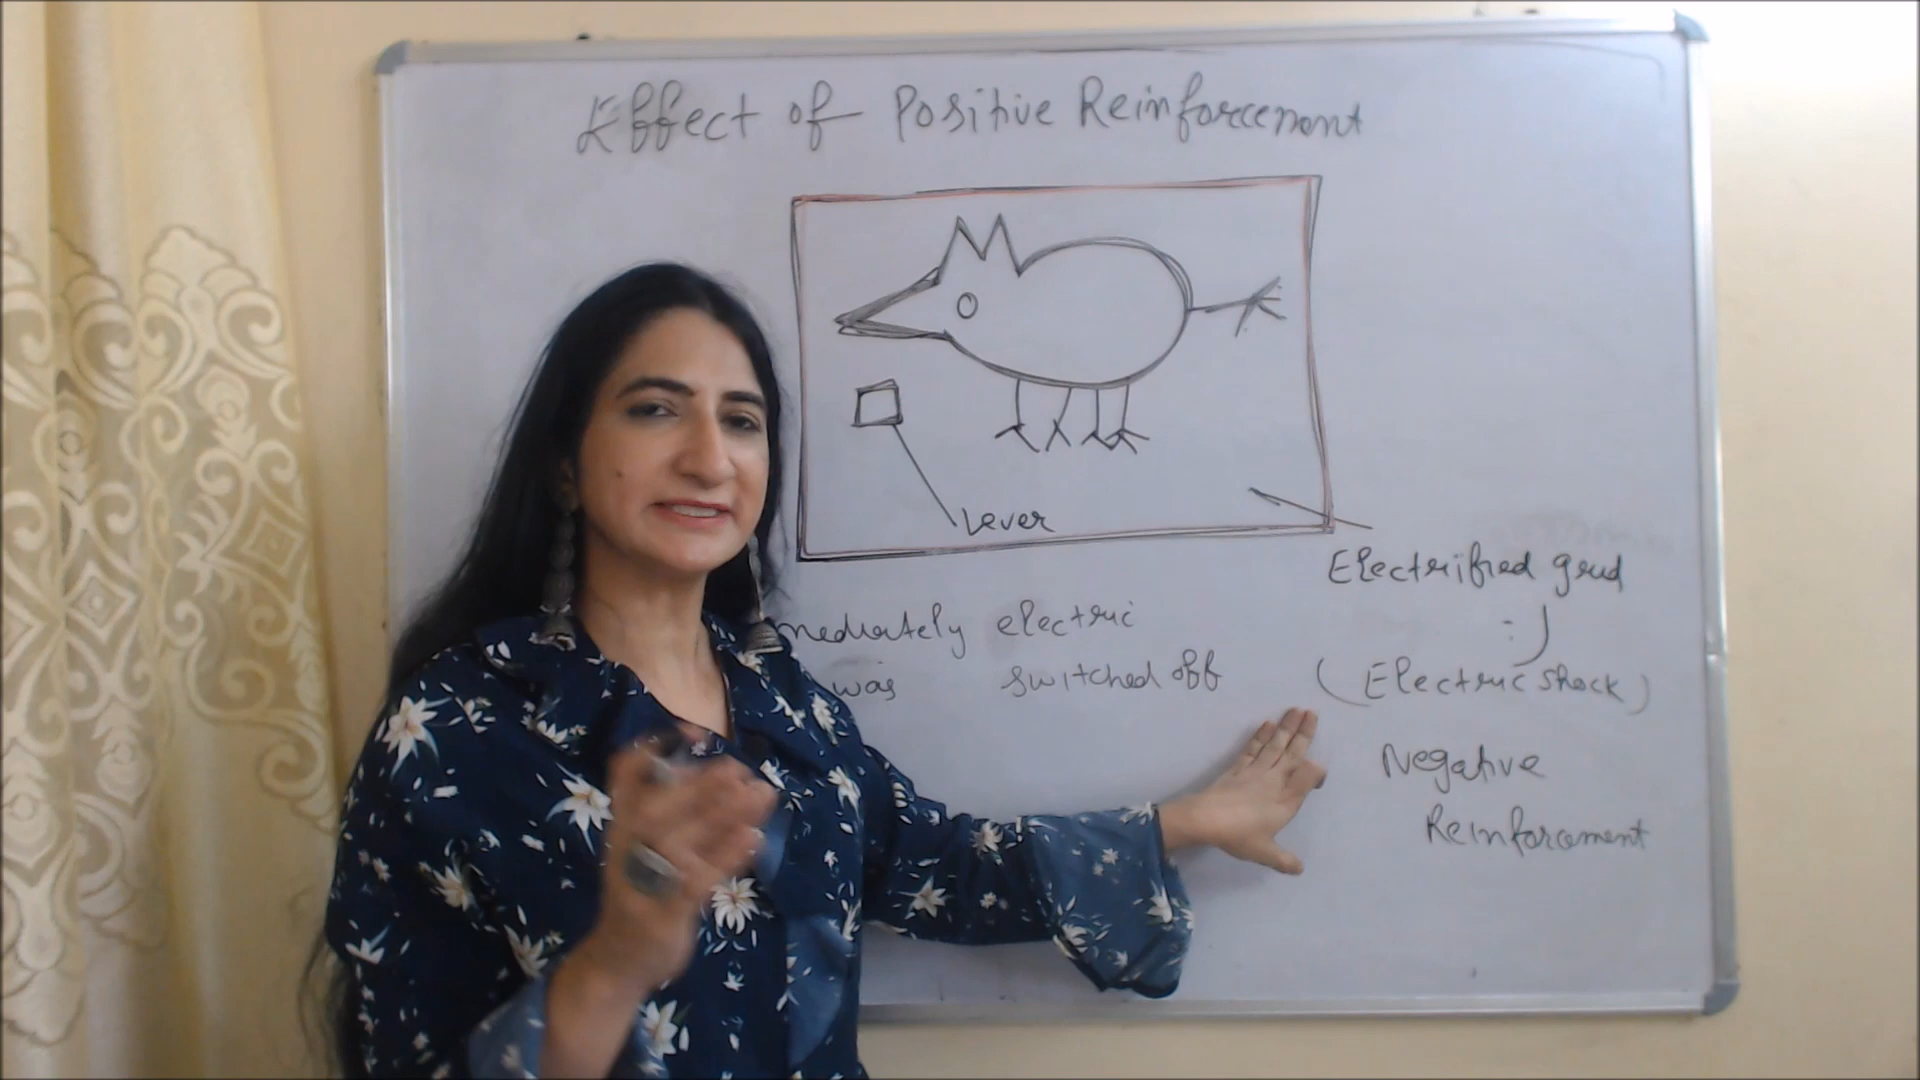 Effect of Positive Reinforcement
Lever
Electrified grid
mediately electric
was switched off
(Electric shock)
Negative
Reinforcement